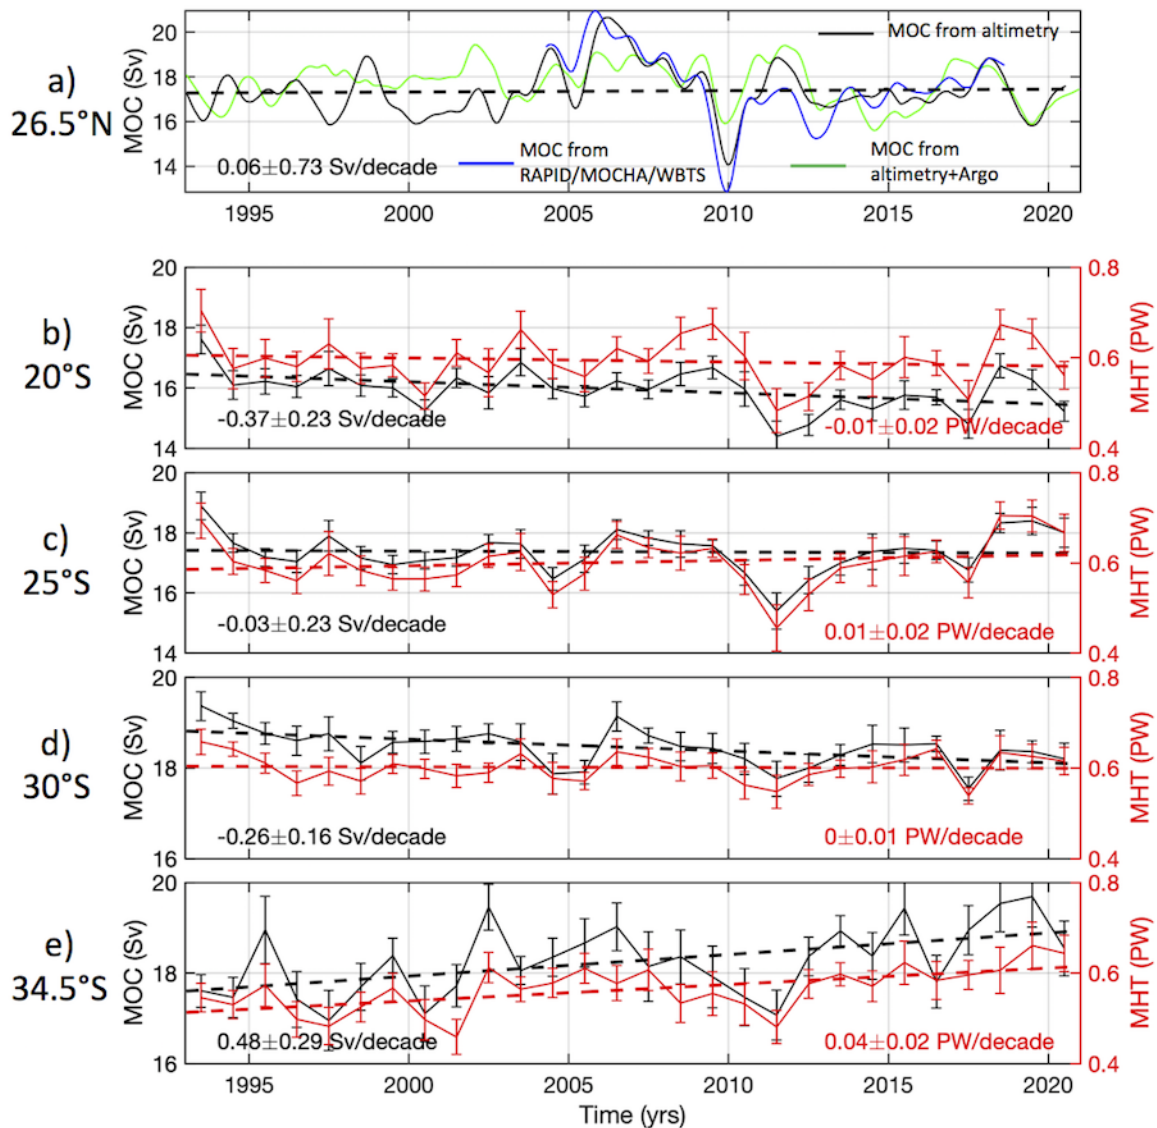 a)
26.5°N
MOC (Sv)
20
18
16
14
MOC from altimetry
0.06±0.73 Sv/decade
MOC from
RAPID/MOCHA/WBTS
MOC from
altimetry+Argo
1995 2000 2005 2010 2015 2020
b)
20°S
MOC (Sv)
20
18
16
14
-0.37±0.23 Sv/decade
-0.01±0.02 PW/decade
0.8
0.6
0.4
MHT (PW)
c)
25°S
MOC (Sv)
20
18
16
14
-0.03±0.23 Sv/decade
0.01±0.02 PW/decade
0.8
0.6
0.4
MHT (PW)
d)
30°S
MOC (Sv)
20
18
16
-0.26±0.16 Sv/decade
0±0.01 PW/decade
0.8
0.6
0.4
MHT (PW)
e)
34.5°S
MOC (Sv)
20
18
16
0.48±0.29 Sv/decade
0.04±0.02 PW/decade
0.8
0.6
0.4
MHT (PW)
1995 2000 2005 2010 2015 2020
Time (yrs)